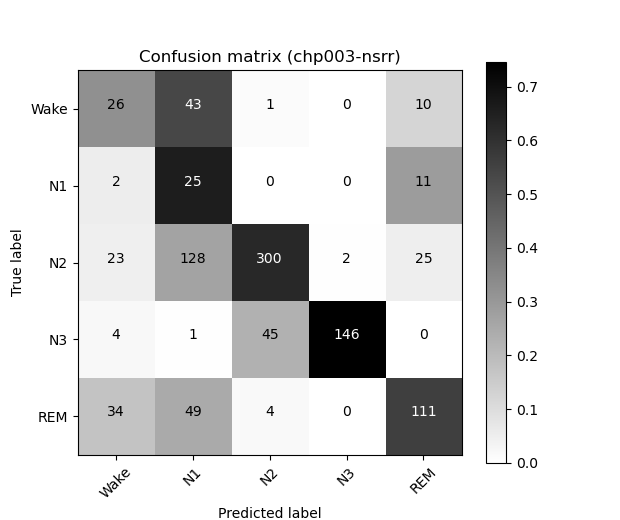 Confusion matrix (chp003-nsrr)
0.7
0.6
0.5
0.4
0.3
0.2
0.1
0.0
True label
Wake 26 43 1 0 10
N1 2 25 0 0 11
N2 23 128 300 2 25
N3 4 1 45 146 0
REM 34 49 4 0 111
Wake N1 N2 N3 REM
Predicted label